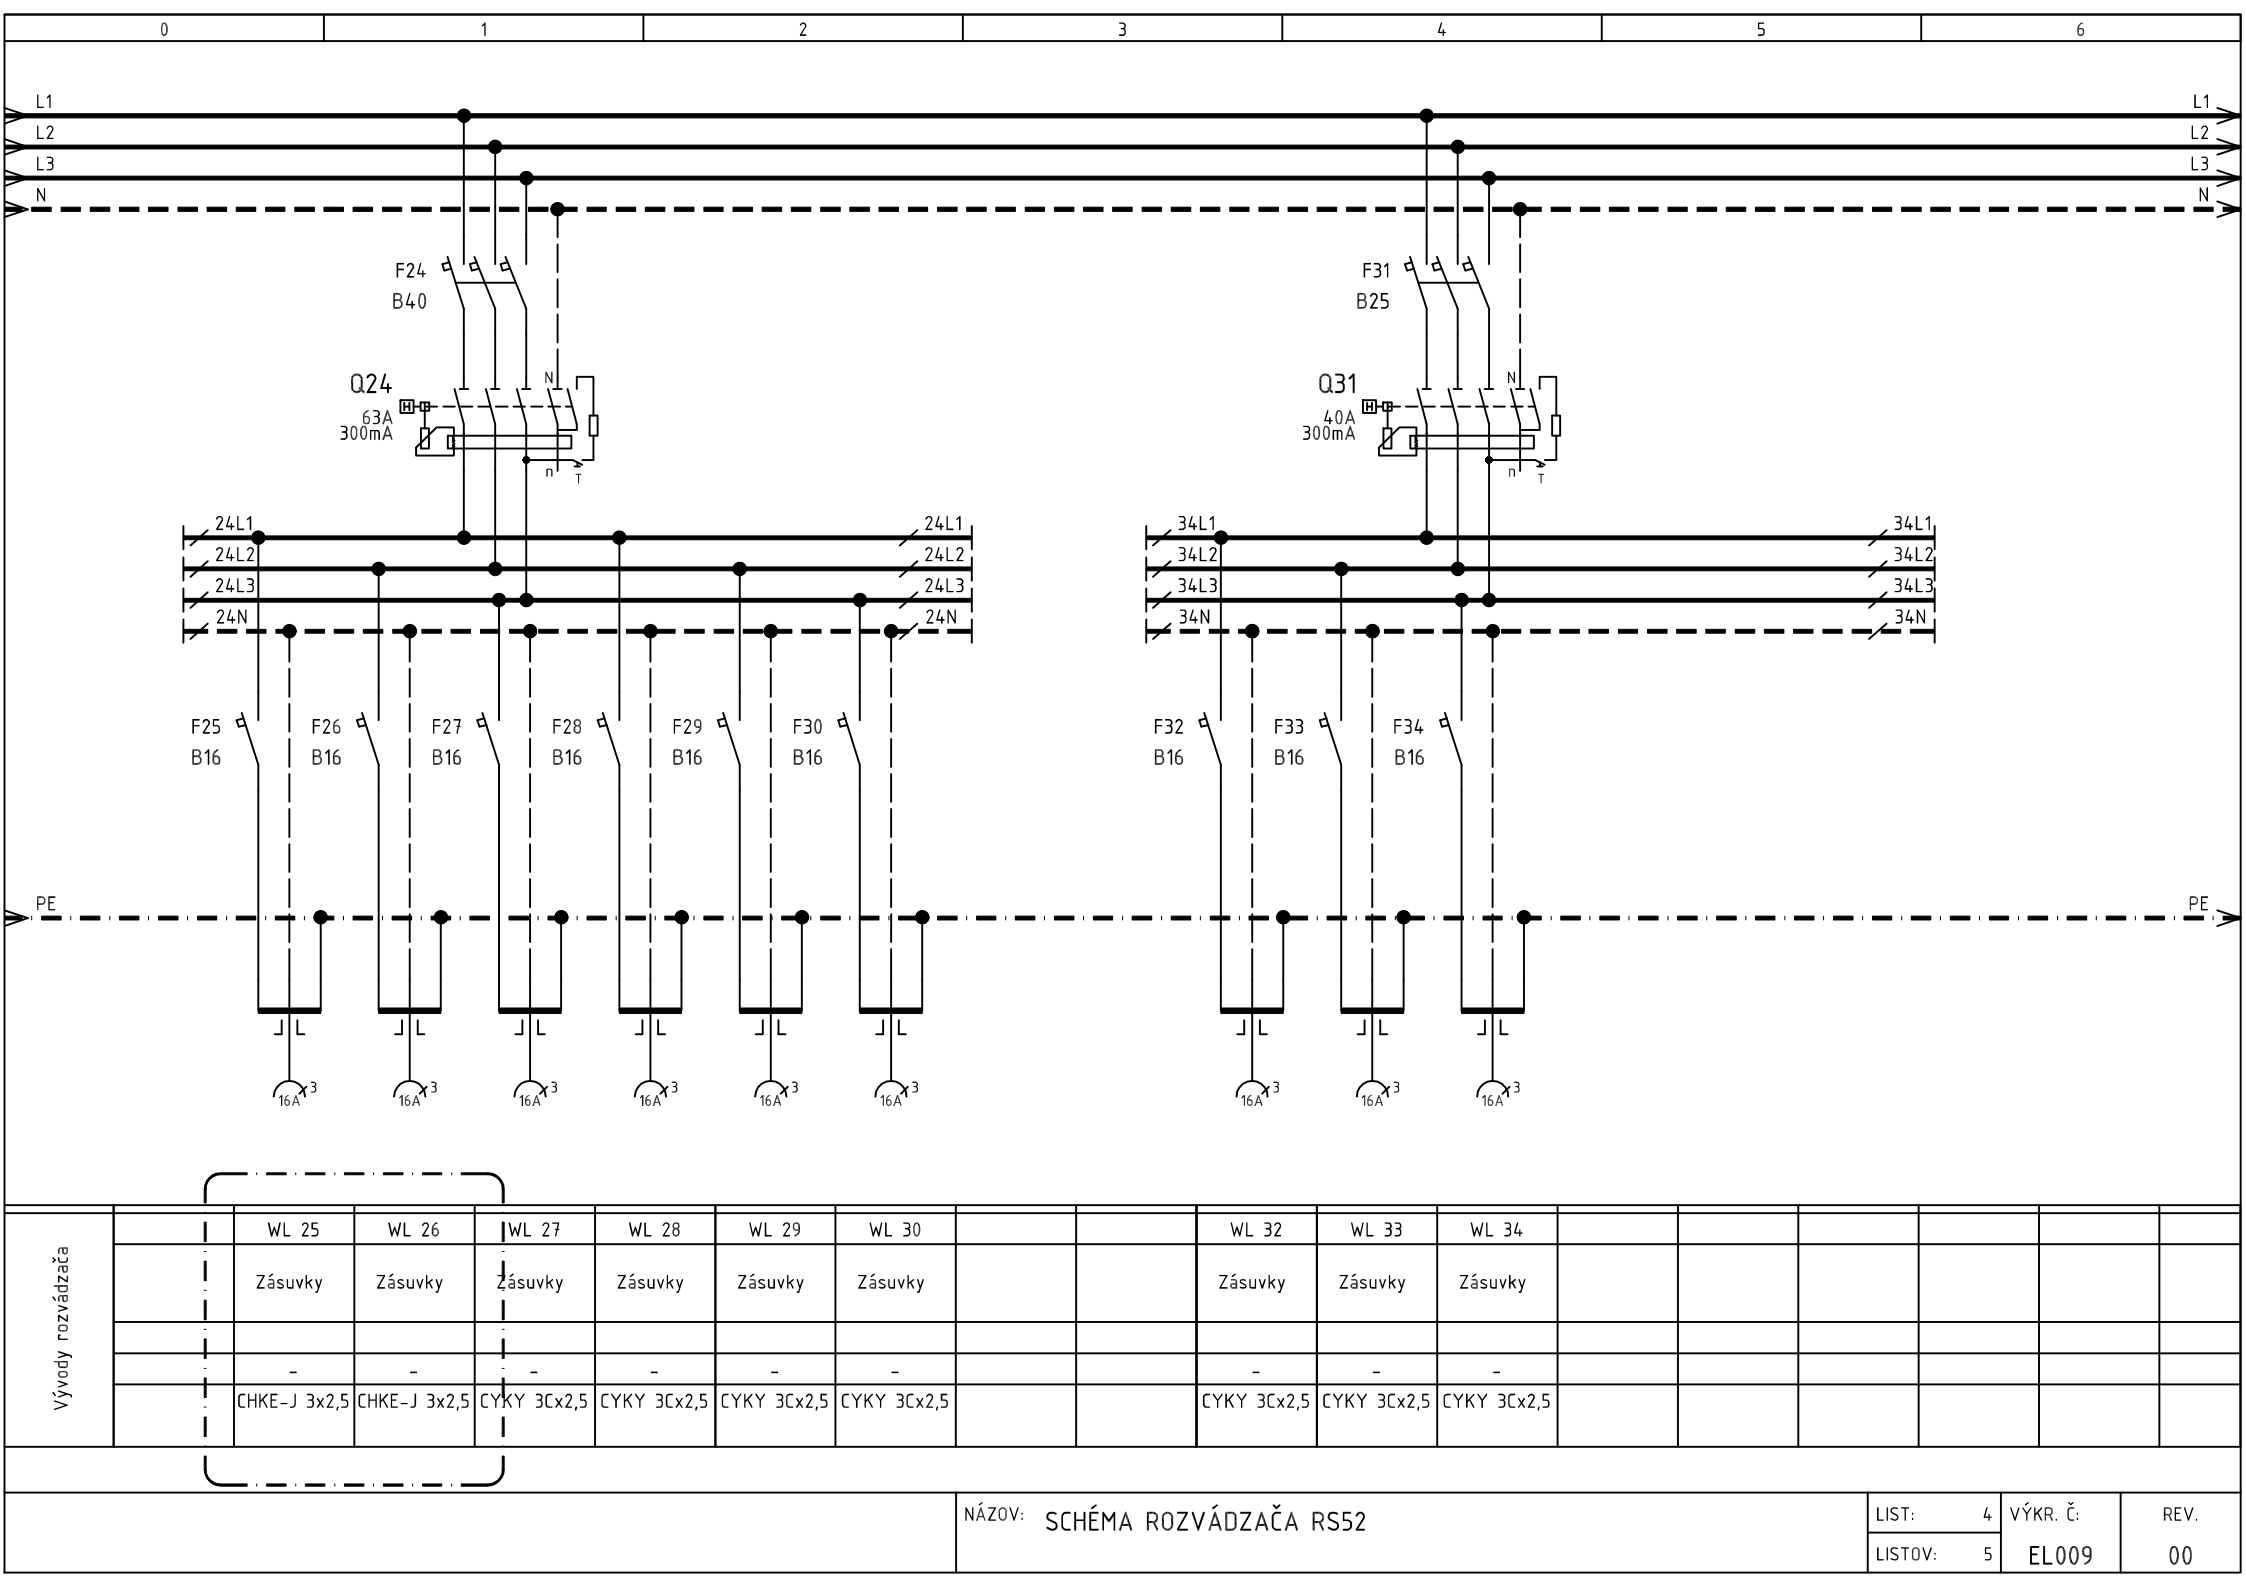 0 1 2 3 4 5 6
L1 L1
L2 L2
L3 L3
N N
F24 F31
B40 B25
N N
Q24 Q31
63A 40A
300mA 300mA
n T n T
24L1 24L1 34L1 34L1
24L2 24L2 34L2 34L2
24L3 24L3 34L3 34L3
24N 24N 34N 34N
F25 F26 F27 F28 F29 F30 F32 F33 F34
B16 B16 B16 B16 B16 B16 B16 B16 B16
PE PE
3 3 3 3 3 3 3 3 3
16A 16A 16A 16A 16A 16A 16A 16A 16A
Vývody rozvádzača
WL 25 WL 26 WL 27 WL 28 WL 29 WL 30 WL 32 WL 33 WL 34
Zásuvky Zásuvky Zásuvky Zásuvky Zásuvky Zásuvky Zásuvky Zásuvky Zásuvky
- - - - - - - - -
CHKE-J 3x2,5 CHKE-J 3x2,5 CYKY 3Cx2,5 CYKY 3Cx2,5 CYKY 3Cx2,5 CYKY 3Cx2,5 CYKY 3Cx2,5 CYKY 3Cx2,5 CYKY 3Cx2,5
NÁZOV: SCHÉMA ROZVÁDZAČA RS52
LIST: 4 VÝKR. Č: REV.
LISTOV: 5 EL009 00